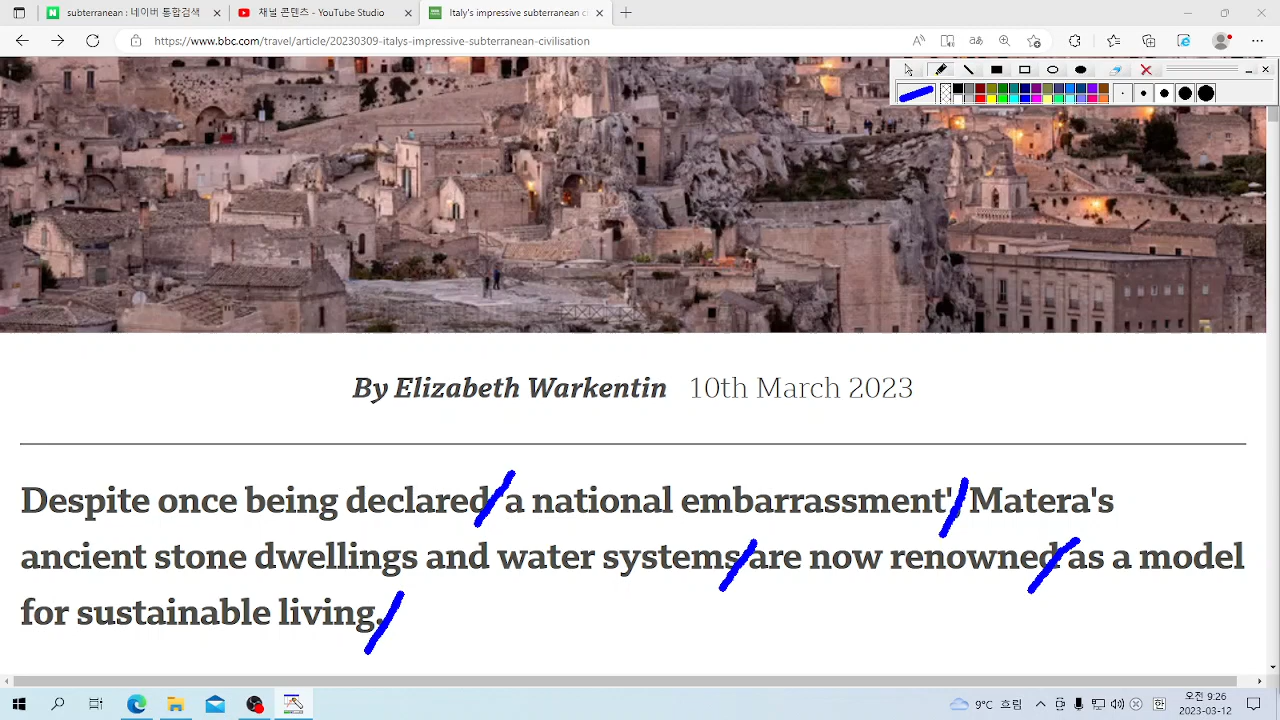 subterranean : 네이버 통합검색
채널 콘텐츠 - YouTube Studio
Italy's impressive subterranean ci
https://www.bbc.com/travel/article/20230309-italys-impressive-subterranean-civilisation
By Elizabeth Warkentin 10th March 2023
Despite once being declared 'a national embarrassment', Matera's
ancient stone dwellings and water systems are now renowned as a model
for sustainable living.
9°C 흐림
오전 9:26
2023-03-12